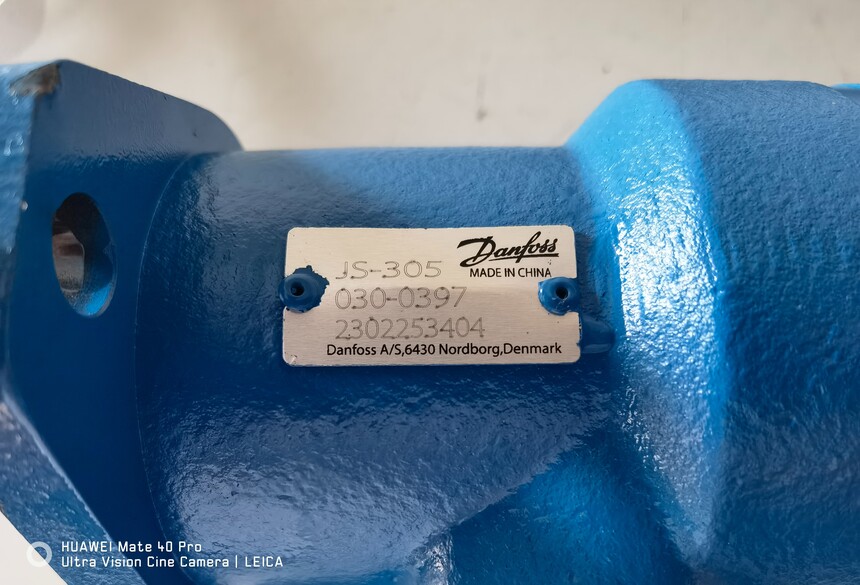 JS-305
Danfoss
MADE IN CHINA
030-0397
2302253404
Danfoss A/S,6430 Nordborg,Denmark
HUAWEI Mate 40 Pro
Ultra Vision Cine Camera | LEICA